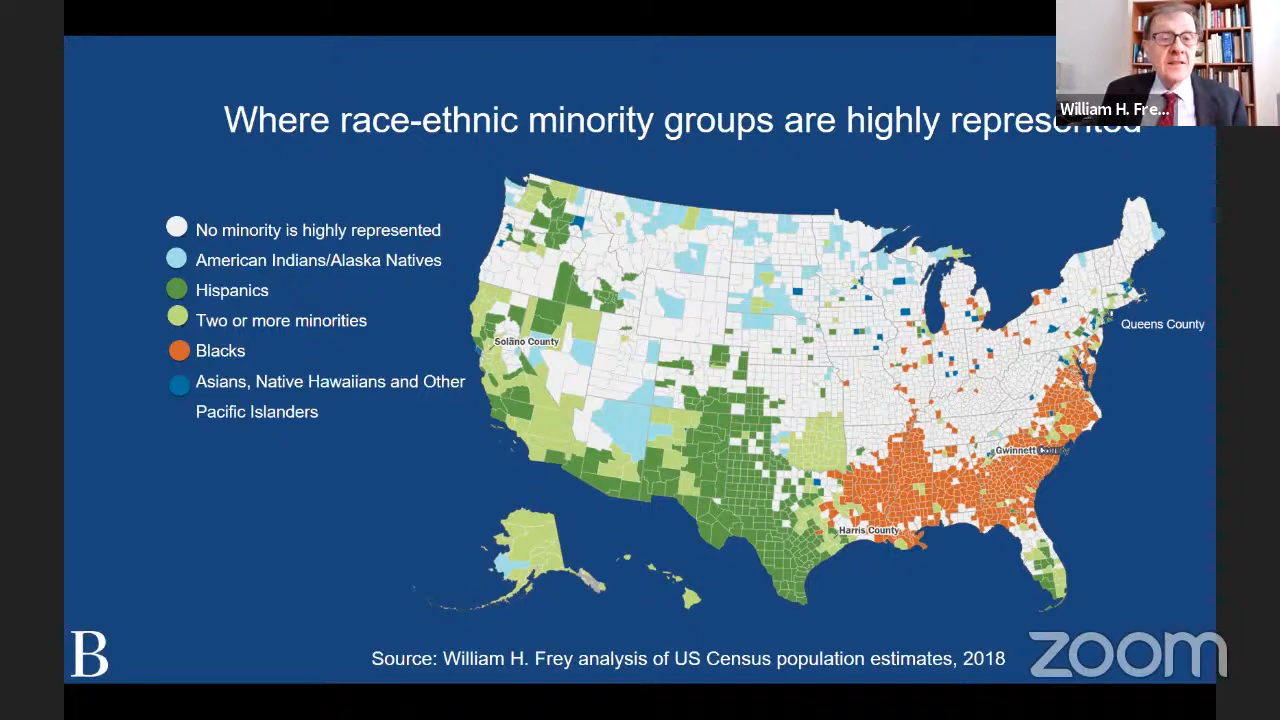 William H. Fre...
Where race-ethnic minority groups are highly represented
No minority is highly represented
American Indians/Alaska Natives
Hispanics
Two or more minorities
Blacks
Asians, Native Hawaiians and Other
Pacific Islanders
Queens County
Solano County
Gwinnett County
Harris County
B
Source: William H. Frey analysis of US Census population estimates, 2018
zoom